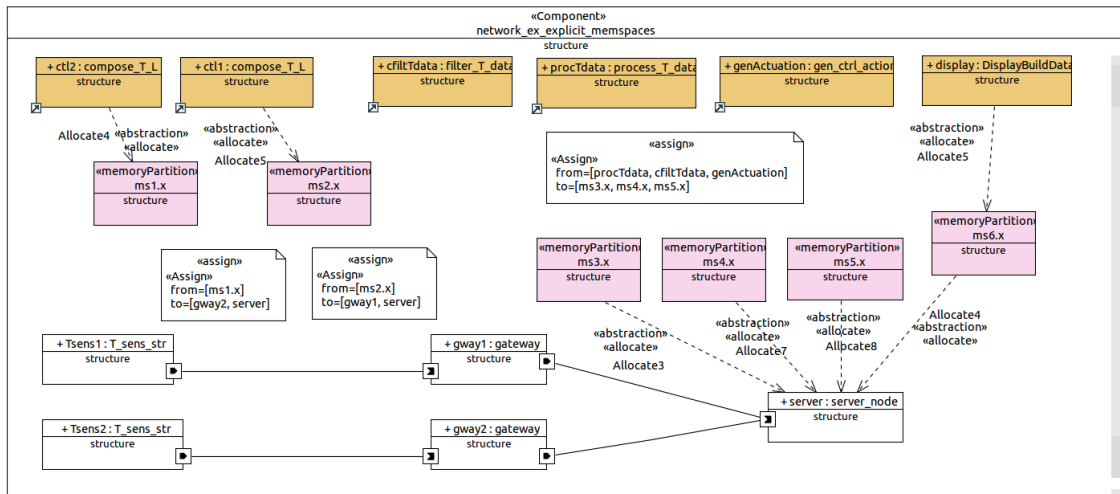 «Component»
network_ex_explicit_memspaces
structure
+ ctl2 : compose_T_L
structure
+ ctl1 : compose_T_L
structure
+ cfiltTdata : filter_T_data
structure
+ procTdata : process_T_data
structure
+ genActuation : gen_ctrl_action
structure
+ display : DisplayBuildData
structure
Allocate4
«abstraction»
«allocate»
«abstraction»
«allocate»
Allocate5
«abstraction»
«allocate»
Allocate5
«assign»
«Assign»
from=[procTdata, cfiltTdata, genActuation]
to=[ms3.x, ms4.x, ms5.x]
«memoryPartition»
ms1.x
structure
«memoryPartition»
ms2.x
structure
«memoryPartition»
ms6.x
structure
«assign»
«Assign»
from=[ms1.x]
to=[gway2, server]
«assign»
«Assign»
from=[ms2.x]
to=[gway1, server]
«memoryPartition»
ms3.x
structure
«memoryPartition»
ms4.x
structure
«memoryPartition»
ms5.x
structure
«abstraction»
«allocate»
Allocate3
«abstraction»
«allocate»
Allocate7
«abstraction»
«allocate»
Allocate8
Allocate4
«abstraction»
«allocate»
+ Tsens1 : T_sens_str
structure
+ gway1 : gateway
structure
+ server : server_node
structure
+ Tsens2 : T_sens_str
structure
+ gway2 : gateway
structure